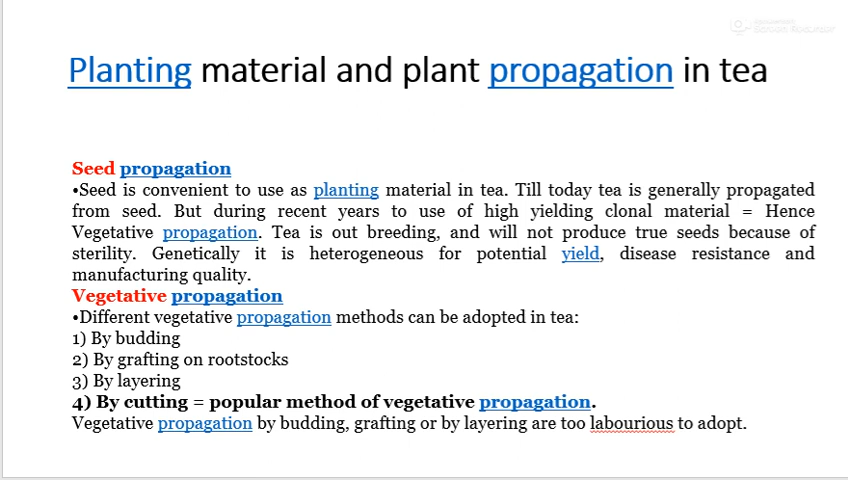 Planting material and plant propagation in tea
Seed propagation
•Seed is convenient to use as planting material in tea. Till today tea is generally propagated
from seed. But during recent years to use of high yielding clonal material = Hence
Vegetative propagation. Tea is out breeding, and will not produce true seeds because of
sterility. Genetically it is heterogeneous for potential yield, disease resistance and
manufacturing quality.
Vegetative propagation
•Different vegetative propagation methods can be adopted in tea:
1) By budding
2) By grafting on rootstocks
3) By layering
4) By cutting = popular method of vegetative propagation.
Vegetative propagation by budding, grafting or by layering are too labourious to adopt.